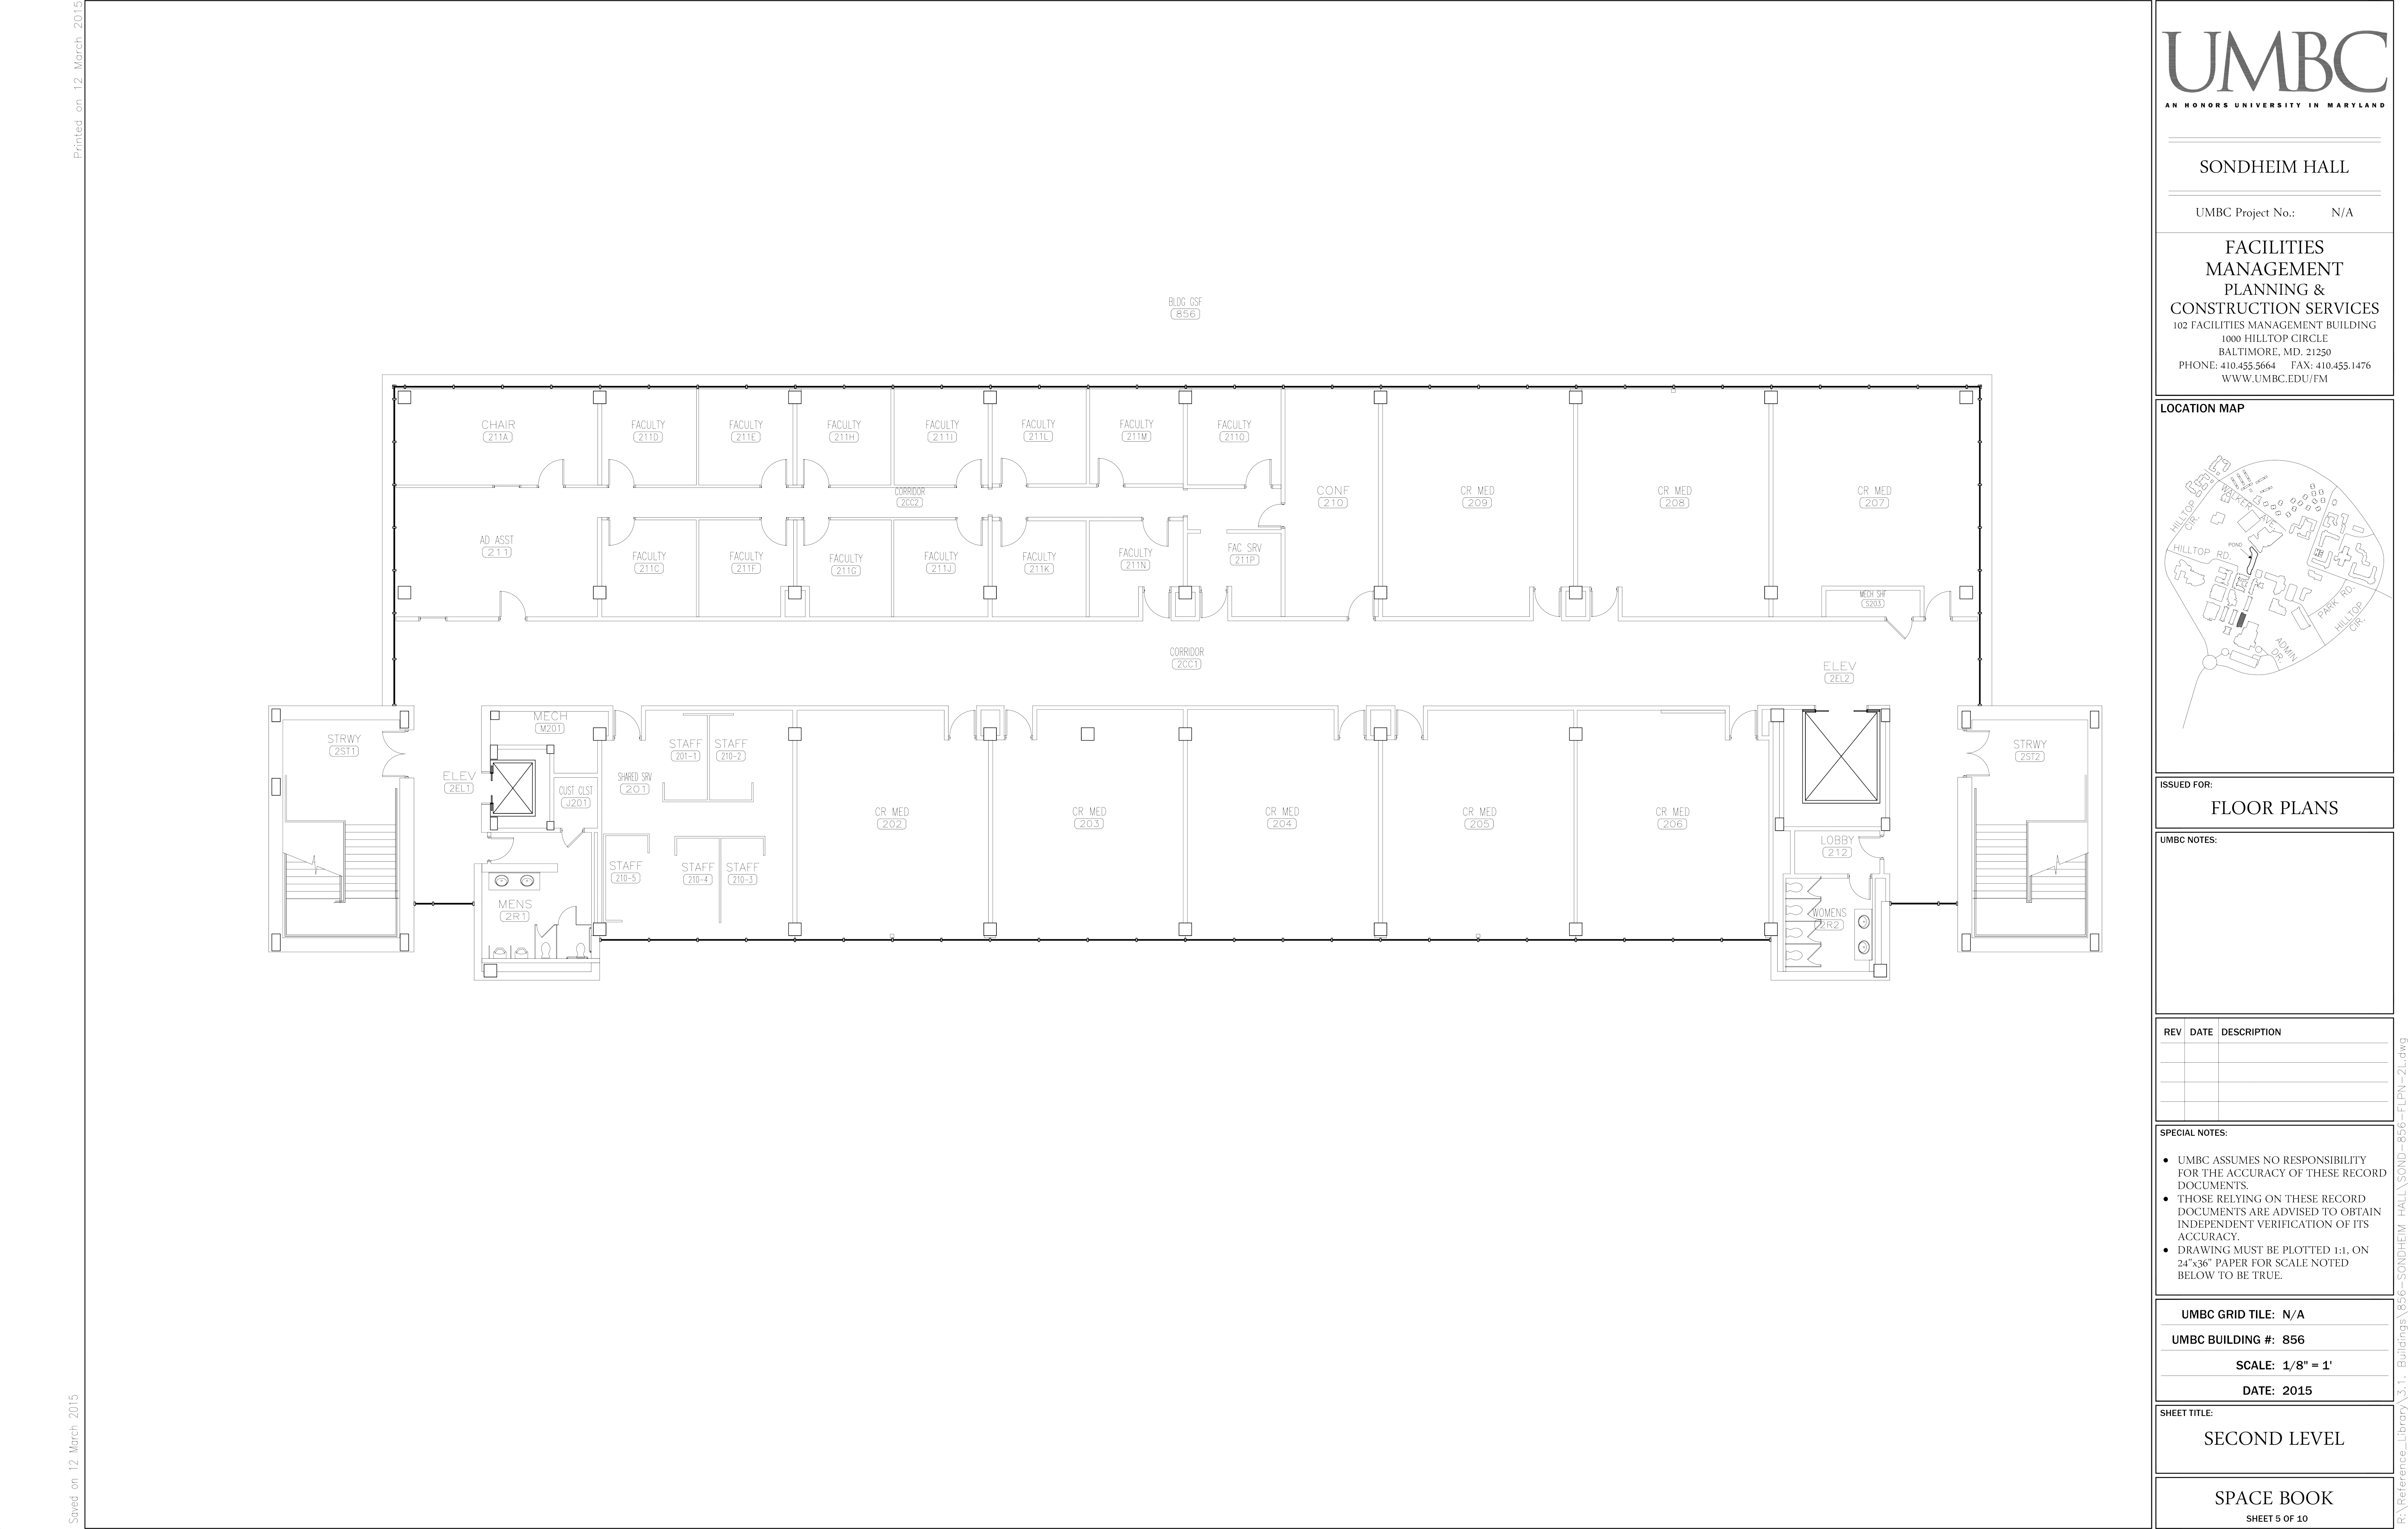 Printed on 12 March 2015
Saved on 12 March 2015
BLDG GSF
856
CHAIR
211A
FACULTY
211D
FACULTY
211E
FACULTY
211H
FACULTY
211I
FACULTY
211L
FACULTY
211M
FACULTY
211O
CORRIDOR
2CC2
CONF
210
CR MED
209
CR MED
208
CR MED
207
AD ASST
211
FACULTY
211C
FACULTY
211F
FACULTY
211G
FACULTY
211J
FACULTY
211K
FACULTY
211N
FAC SRV
211P
MECH SHF
S203
CORRIDOR
2CC1
ELEV
2EL2
STRWY
2ST1
MECH
M201
ELEV
2EL1
CUST CLST
J201
SHARED SRV
201
STAFF
201-1
STAFF
210-2
STAFF
210-5
STAFF
210-4
STAFF
210-3
MENS
2R1
CR MED
202
CR MED
203
CR MED
204
CR MED
205
CR MED
206
LOBBY
212
WOMENS
2R2
STRWY
2ST2
UMBC
AN HONORS UNIVERSITY IN MARYLAND
SONDHEIM HALL
UMBC Project No.: N/A
FACILITIES
MANAGEMENT
PLANNING &
CONSTRUCTION SERVICES
102 FACILITIES MANAGEMENT BUILDING
1000 HILLTOP CIRCLE
BALTIMORE, MD. 21250
PHONE: 410.455.5664 FAX: 410.455.1476
WWW.UMBC.EDU/FM
LOCATION MAP
HILLTOP
CIR.
WALKER AVE.
POND
HILLTOP RD.
PARK RD.
HILLTOP
CIR.
ADMIN
DR.
ISSUED FOR:
FLOOR PLANS
UMBC NOTES:
REV DATE DESCRIPTION
SPECIAL NOTES:
● UMBC ASSUMES NO RESPONSIBILITY
FOR THE ACCURACY OF THESE RECORD
DOCUMENTS.
● THOSE RELYING ON THESE RECORD
DOCUMENTS ARE ADVISED TO OBTAIN
INDEPENDENT VERIFICATION OF ITS
ACCURACY.
● DRAWING MUST BE PLOTTED 1:1, ON
24"x36" PAPER FOR SCALE NOTED
BELOW TO BE TRUE.
UMBC GRID TILE: N/A
UMBC BUILDING #: 856
SCALE: 1/8" = 1'
DATE: 2015
SHEET TITLE:
SECOND LEVEL
SPACE BOOK
SHEET 5 OF 10
R:\Reference_Library\3.1. Buildings\856-SONDHEIM HALL\SOND-856-FLPN-2L.dwg